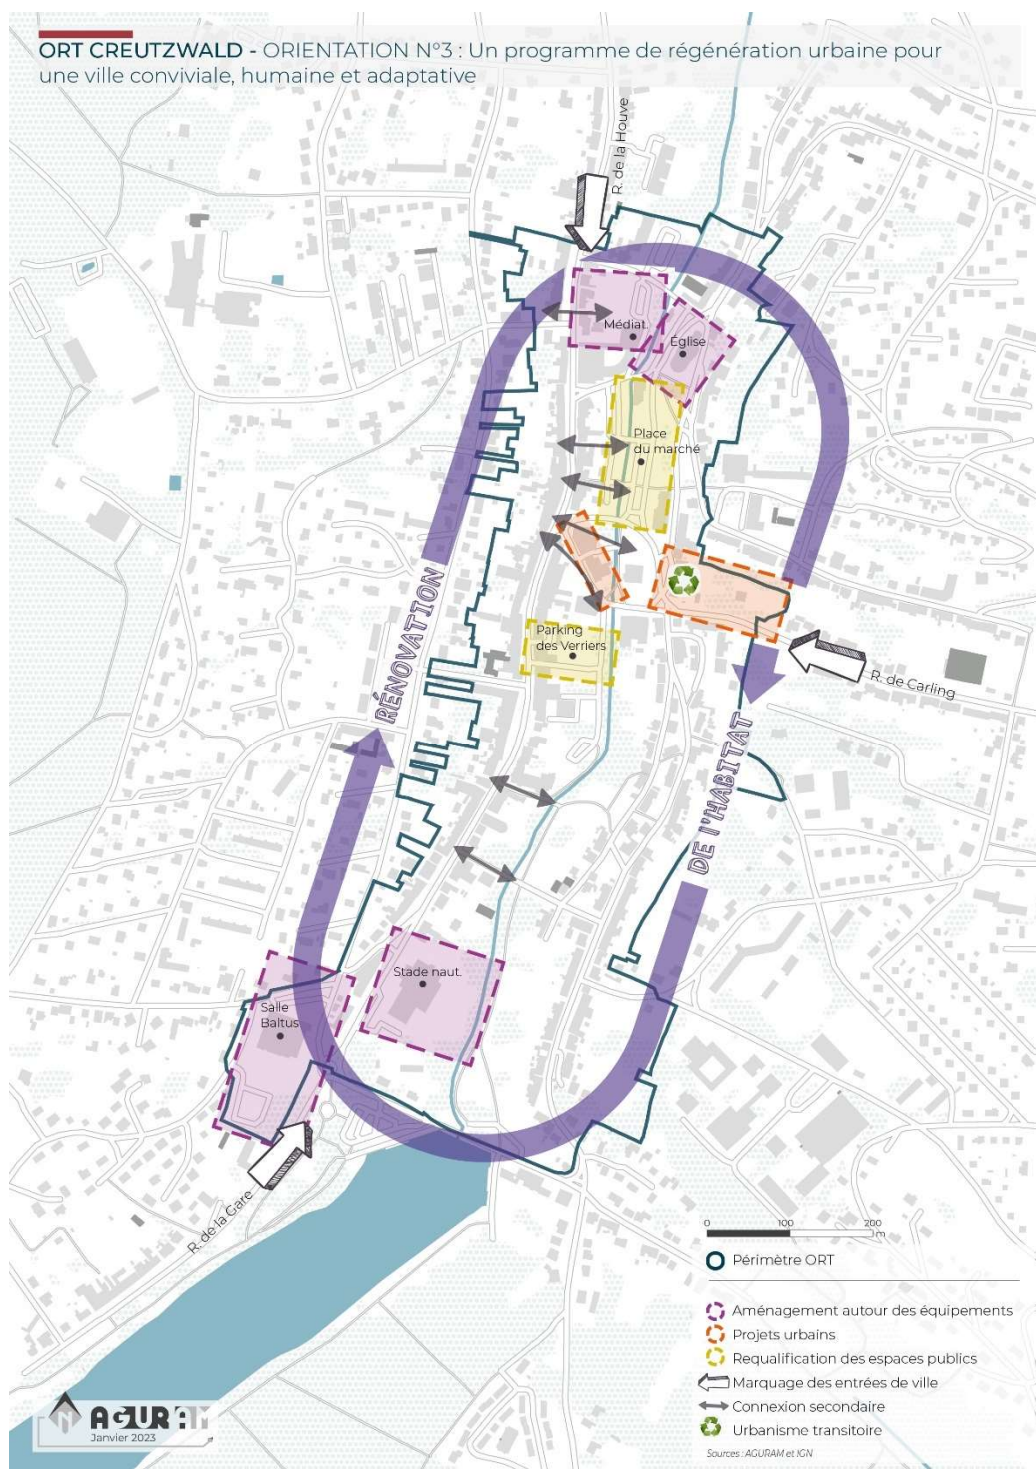 ORT CREUTZWALD - ORIENTATION N°3 : Un programme de régénération urbaine pour
une ville conviviale, humaine et adaptative
R. de la Houve
Médiat.
Église
Place
du marché
RÉNOVATION
Parking
des Verriers
R. de Carling
DE L'HABITAT
Stade naut.
Salle
Baltus
R. de la Gare
0 100 200
m
Périmètre ORT
Aménagement autour des équipements
Projets urbains
Requalification des espaces publics
Marquage des entrées de ville
Connexion secondaire
Urbanisme transitoire
Sources : AGURAM et IGN
N
AGURAM
Janvier 2023